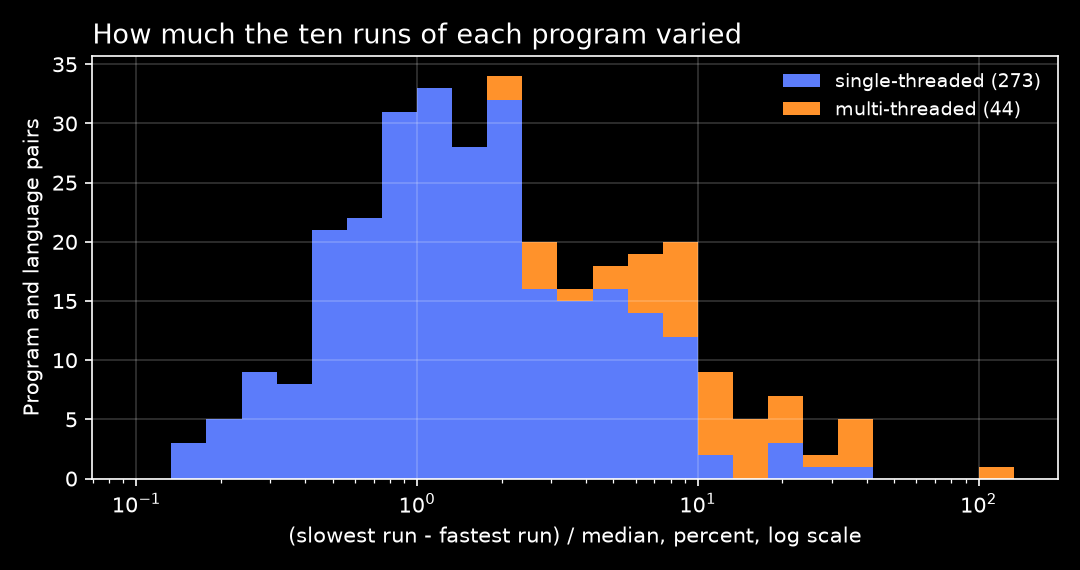 How much the ten runs of each program varied
single-threaded (273)
multi-threaded (44)
Program and language pairs
35
30
25
20
15
10
5
0
10⁻¹ 10⁰ 10¹ 10²
(slowest run - fastest run) / median, percent, log scale